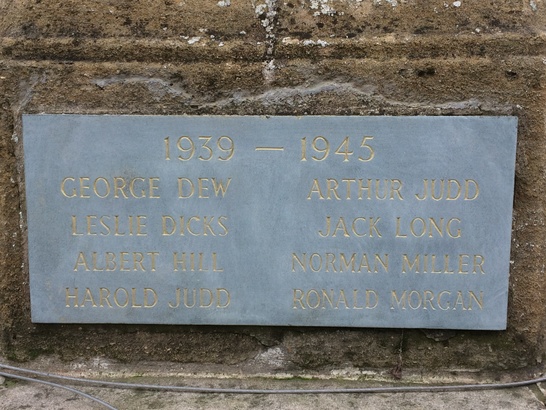 1939 — 1945
GEORGE DEW
LESLIE DICKS
ALBERT HILL
HAROLD JUDD
ARTHUR JUDD
JACK LONG
NORMAN MILLER
RONALD MORGAN